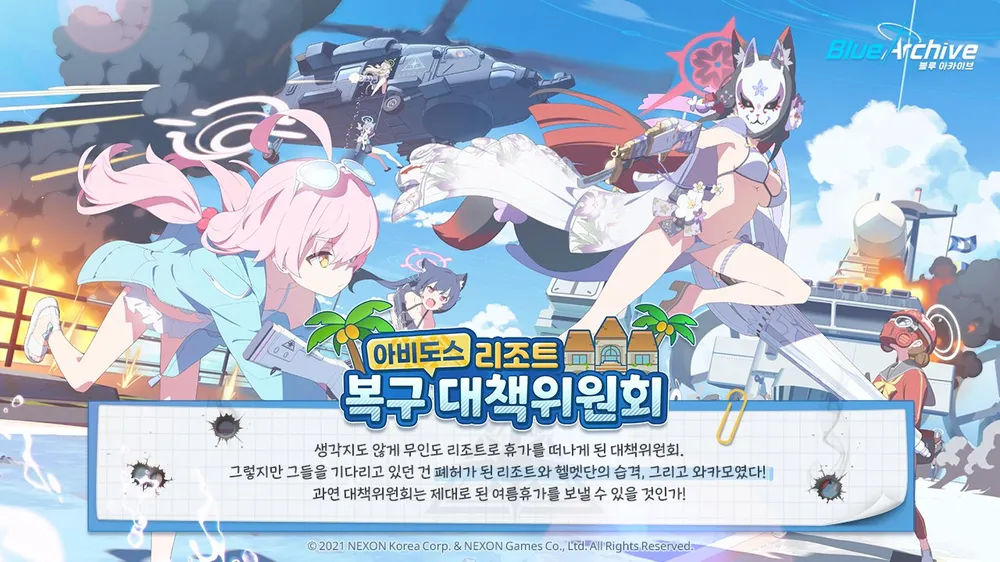 Blue Archive
블루 아카이브
아비도스 리조트
복구 대책위원회
생각지도 않게 무인도 리조트로 휴가를 떠나게 된 대책위원회.
그렇지만 그들을 기다리고 있던 건 폐허가 된 리조트와 헬멧단의 습격, 그리고 와카모였다!
과연 대책위원회는 제대로 된 여름휴가를 보낼 수 있을 것인가!
© 2021 NEXON Korea Corp. & NEXON Games Co., Ltd. All Rights Reserved.